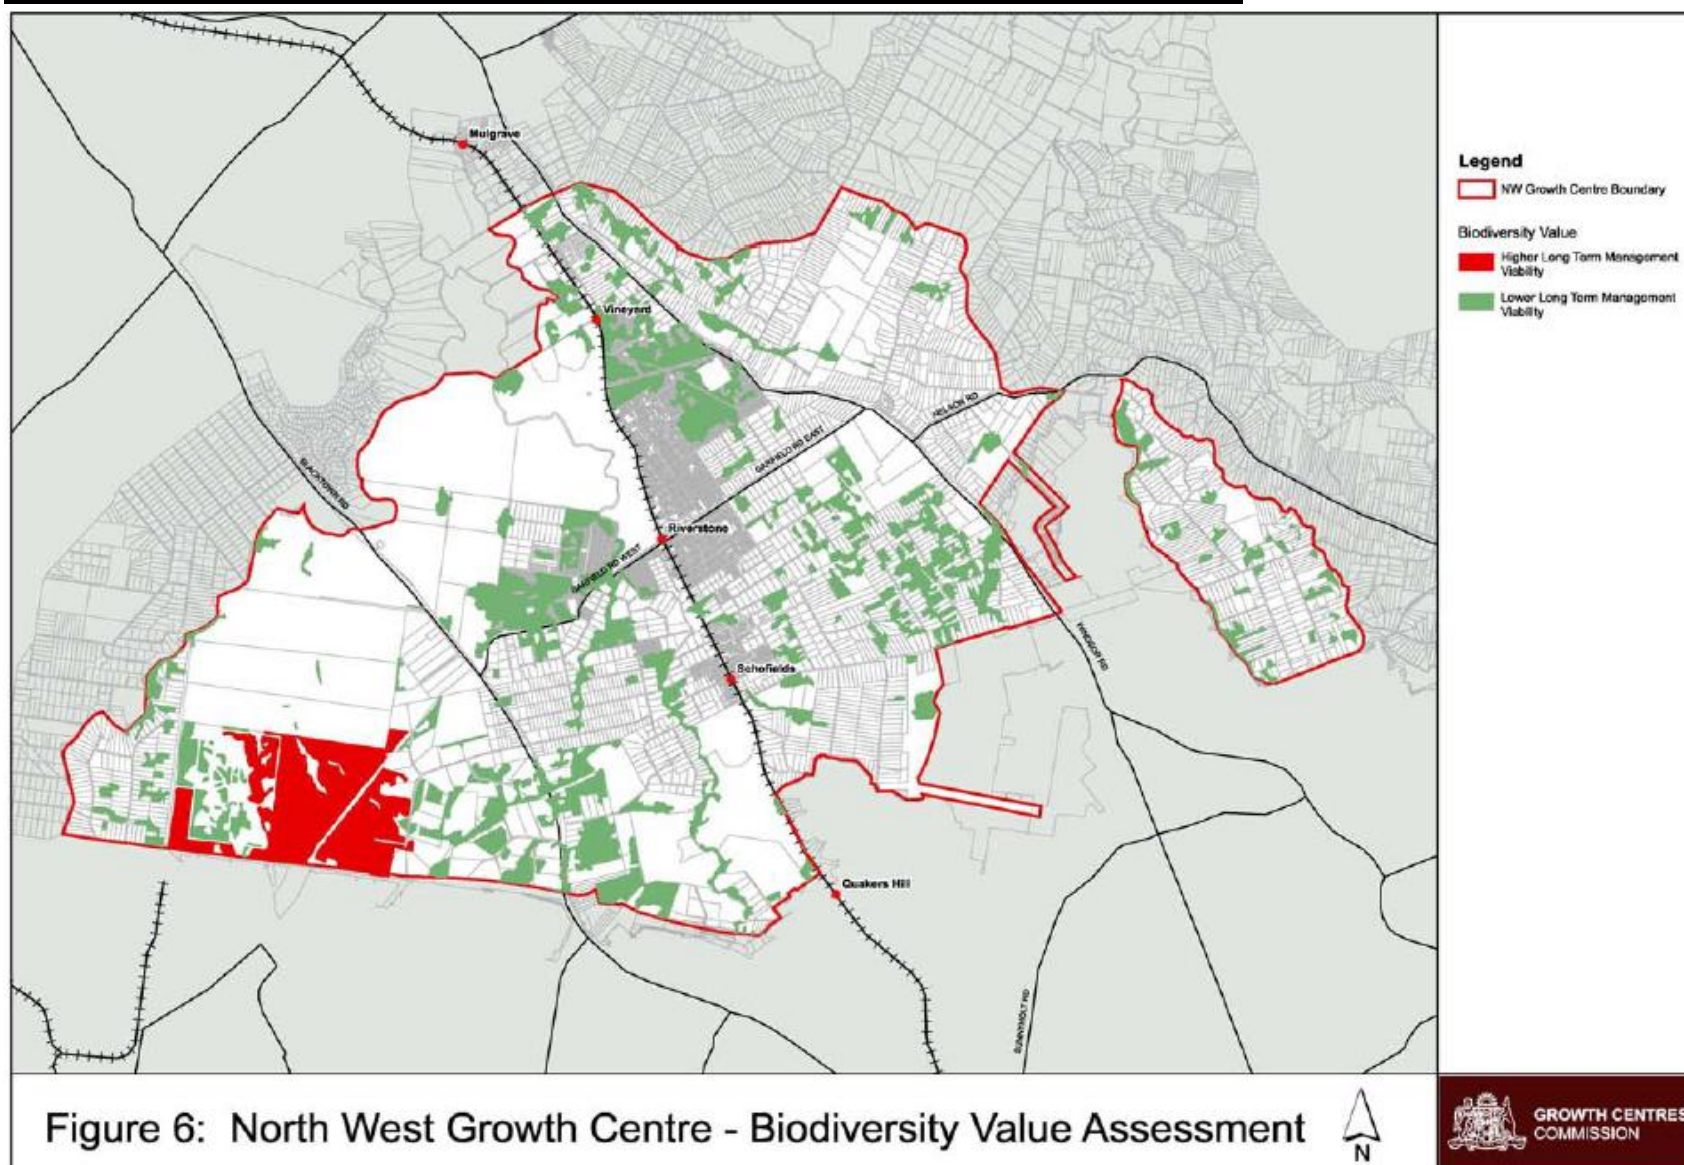 Mulgrave
Vineyard
NELSON RD
GARFIELD RD EAST
BLACKTOWN RD
Riverstone
GARFIELD RD WEST
WINDSOR RD
Schofields
Quakers Hill
SUNNYHOLT RD
Legend
NW Growth Centre Boundary
Biodiversity Value
Higher Long Term Management
Viability
Lower Long Term Management
Viability
Figure 6: North West Growth Centre - Biodiversity Value Assessment
N
GROWTH CENTRES
COMMISSION